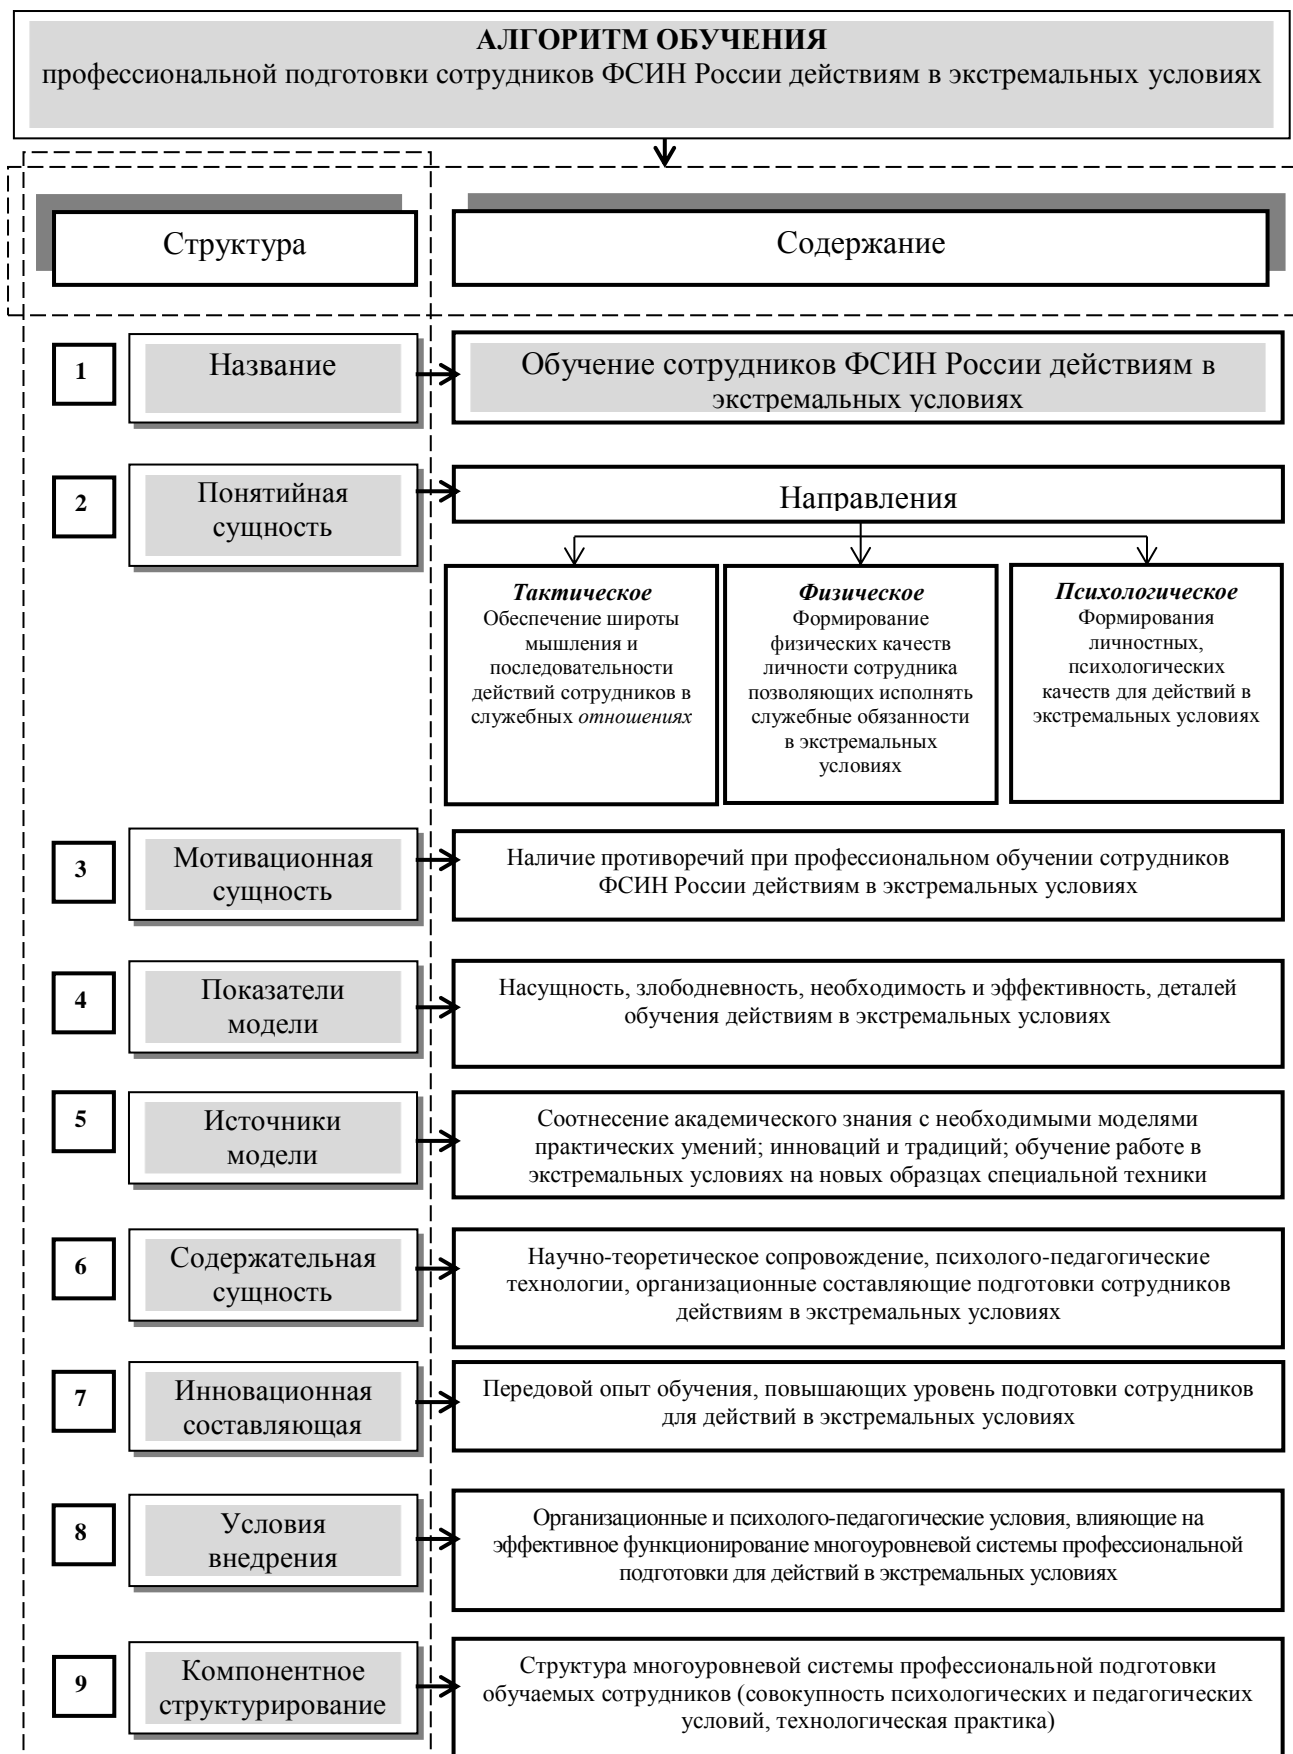 АЛГОРИТМ ОБУЧЕНИЯ
профессиональной подготовки сотрудников ФСИН России действиям в экстремальных условиях
Структура
Содержание
1
Название
Обучение сотрудников ФСИН России действиям в
экстремальных условиях
2
Понятийная
сущность
Направления
Тактическое
Обеспечение широты
мышления и
последовательности
действий сотрудников в
служебных отношениях
Физическое
Формирование
физических качеств
личности сотрудника
позволяющих исполнять
служебные обязанности
в экстремальных
условиях
Психологическое
Формирования
личностных,
психологических
качеств для действий в
экстремальных условиях
3
Мотивационная
сущность
Наличие противоречий при профессиональном обучении сотрудников
ФСИН России действиям в экстремальных условиях
4
Показатели
модели
Насущность, злободневность, необходимость и эффективность, деталей
обучения действиям в экстремальных условиях
5
Источники
модели
Соотнесение академического знания с необходимыми моделями
практических умений; инноваций и традиций; обучение работе в
экстремальных условиях на новых образцах специальной техники
6
Содержательная
сущность
Научно-теоретическое сопровождение, психолого-педагогические
технологии, организационные составляющие подготовки сотрудников
действиям в экстремальных условиях
7
Инновационная
составляющая
Передовой опыт обучения, повышающих уровень подготовки сотрудников
для действий в экстремальных условиях
8
Условия
внедрения
Организационные и психолого-педагогические условия, влияющие на
эффективное функционирование многоуровневой системы профессиональной
подготовки для действий в экстремальных условиях
9
Компонентное
структурирование
Структура многоуровневой системы профессиональной подготовки
обучаемых сотрудников (совокупность психологических и педагогических
условий, технологическая практика)